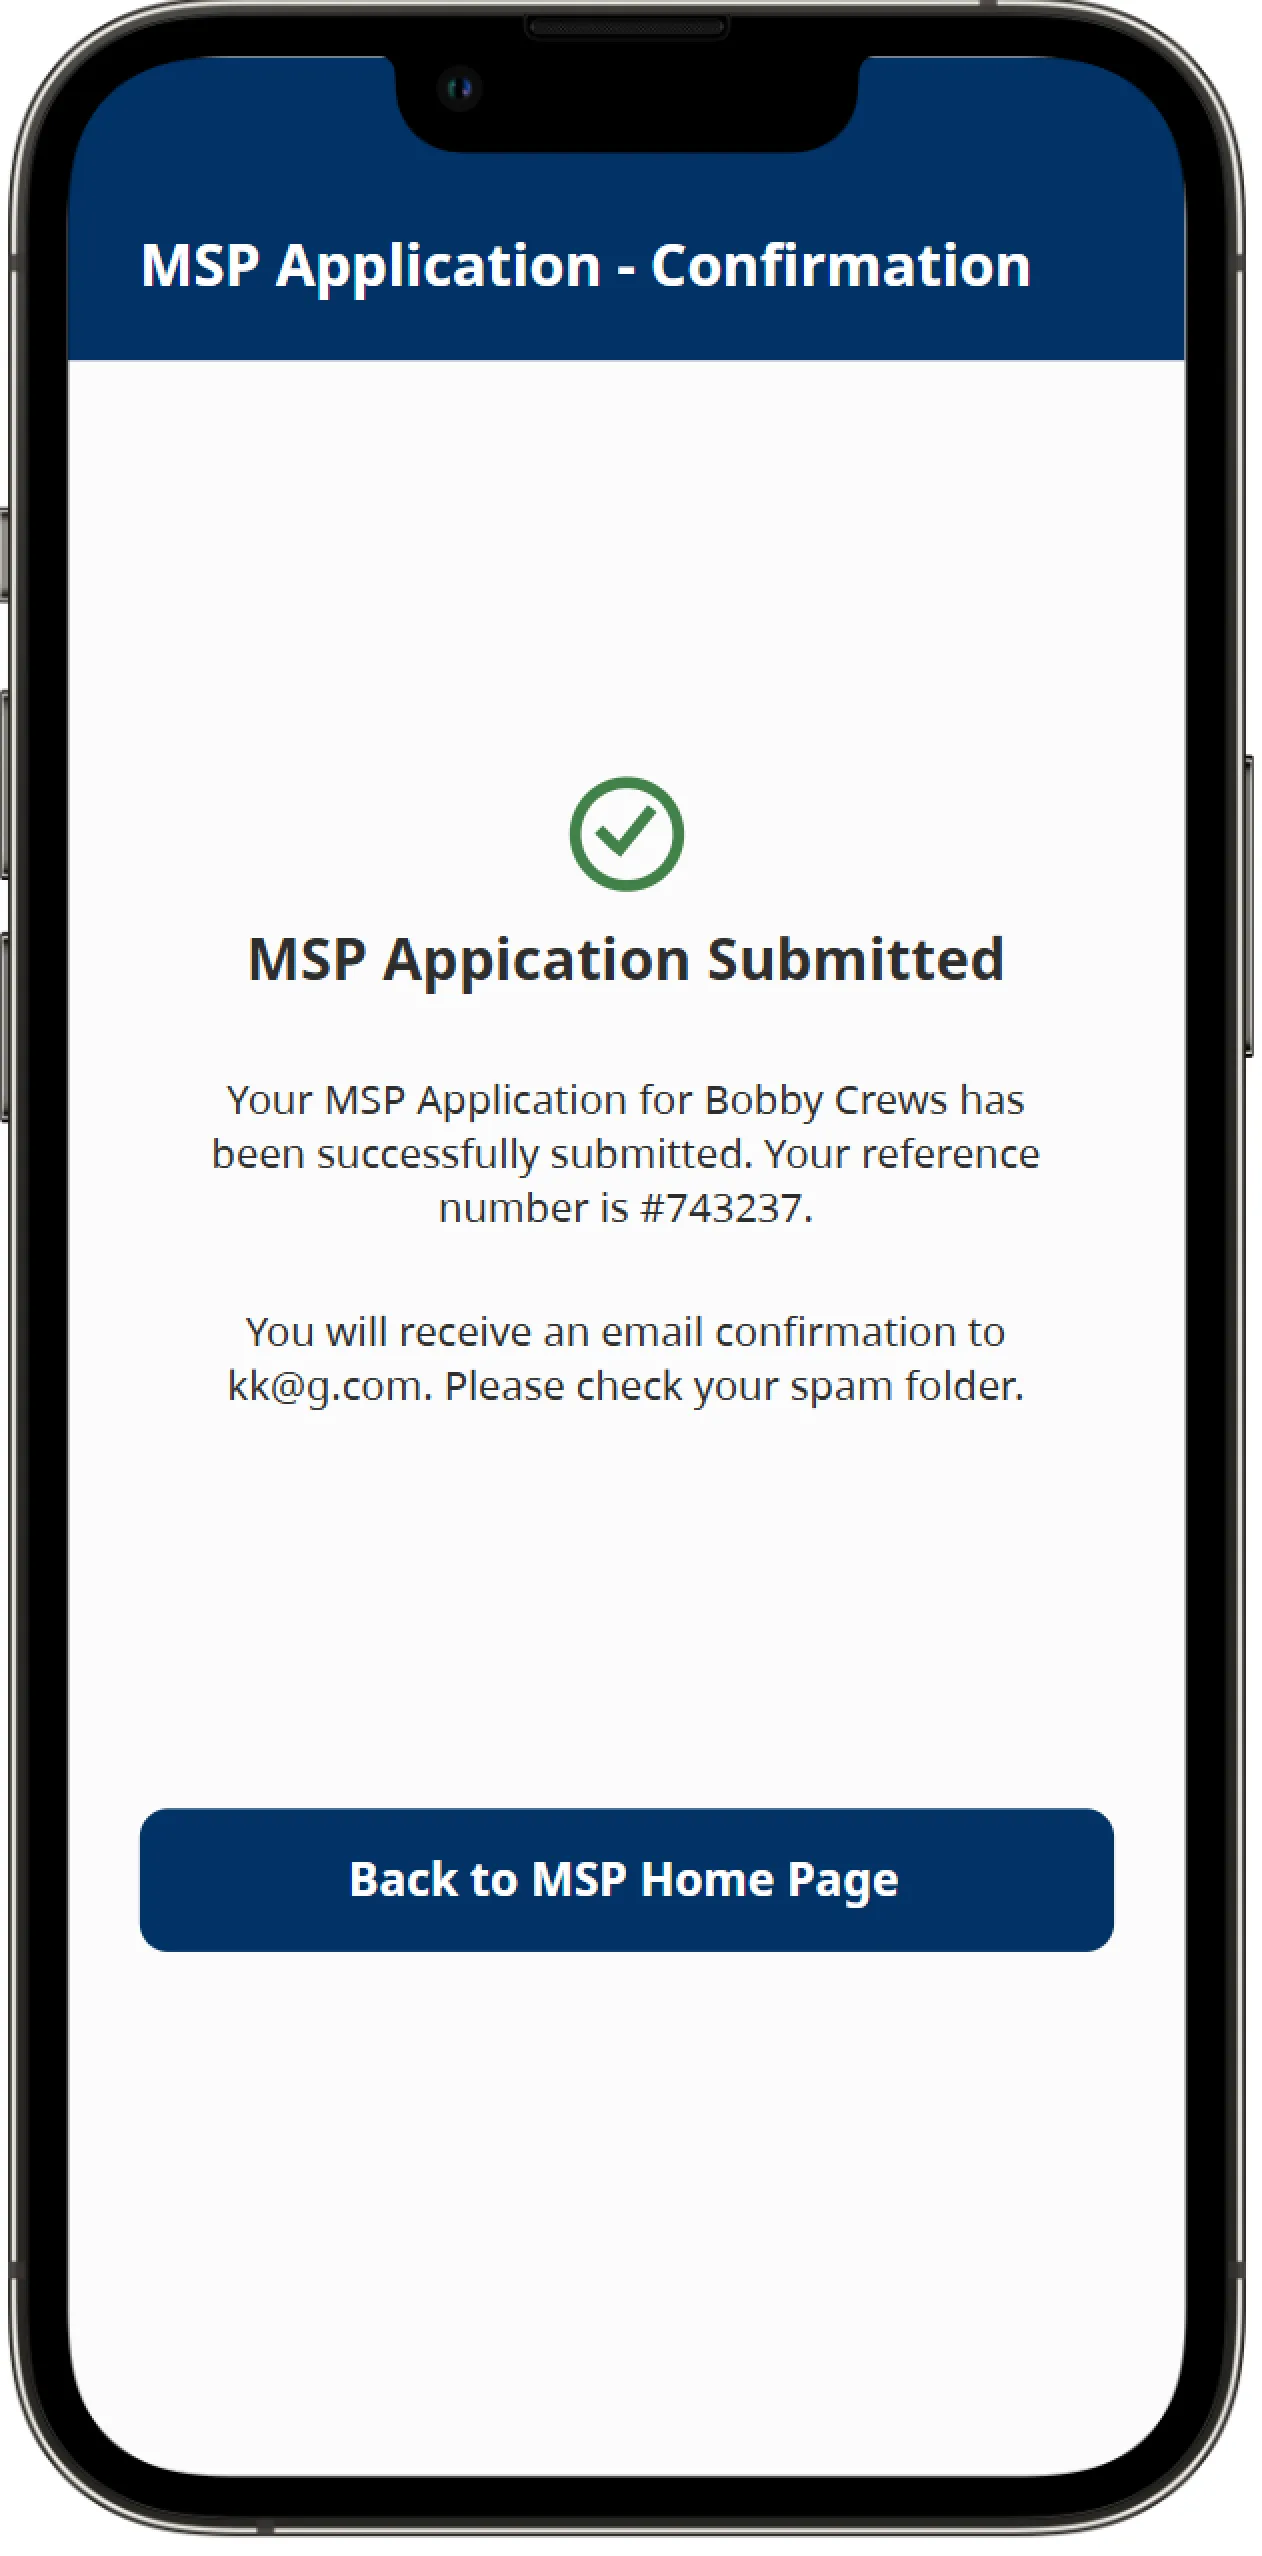 MSP Application - Confirmation
MSP Appication Submitted
Your MSP Application for Bobby Crews has
been successfully submitted. Your reference
number is #743237.
You will receive an email confirmation to
kk@g.com. Please check your spam folder.
Back to MSP Home Page